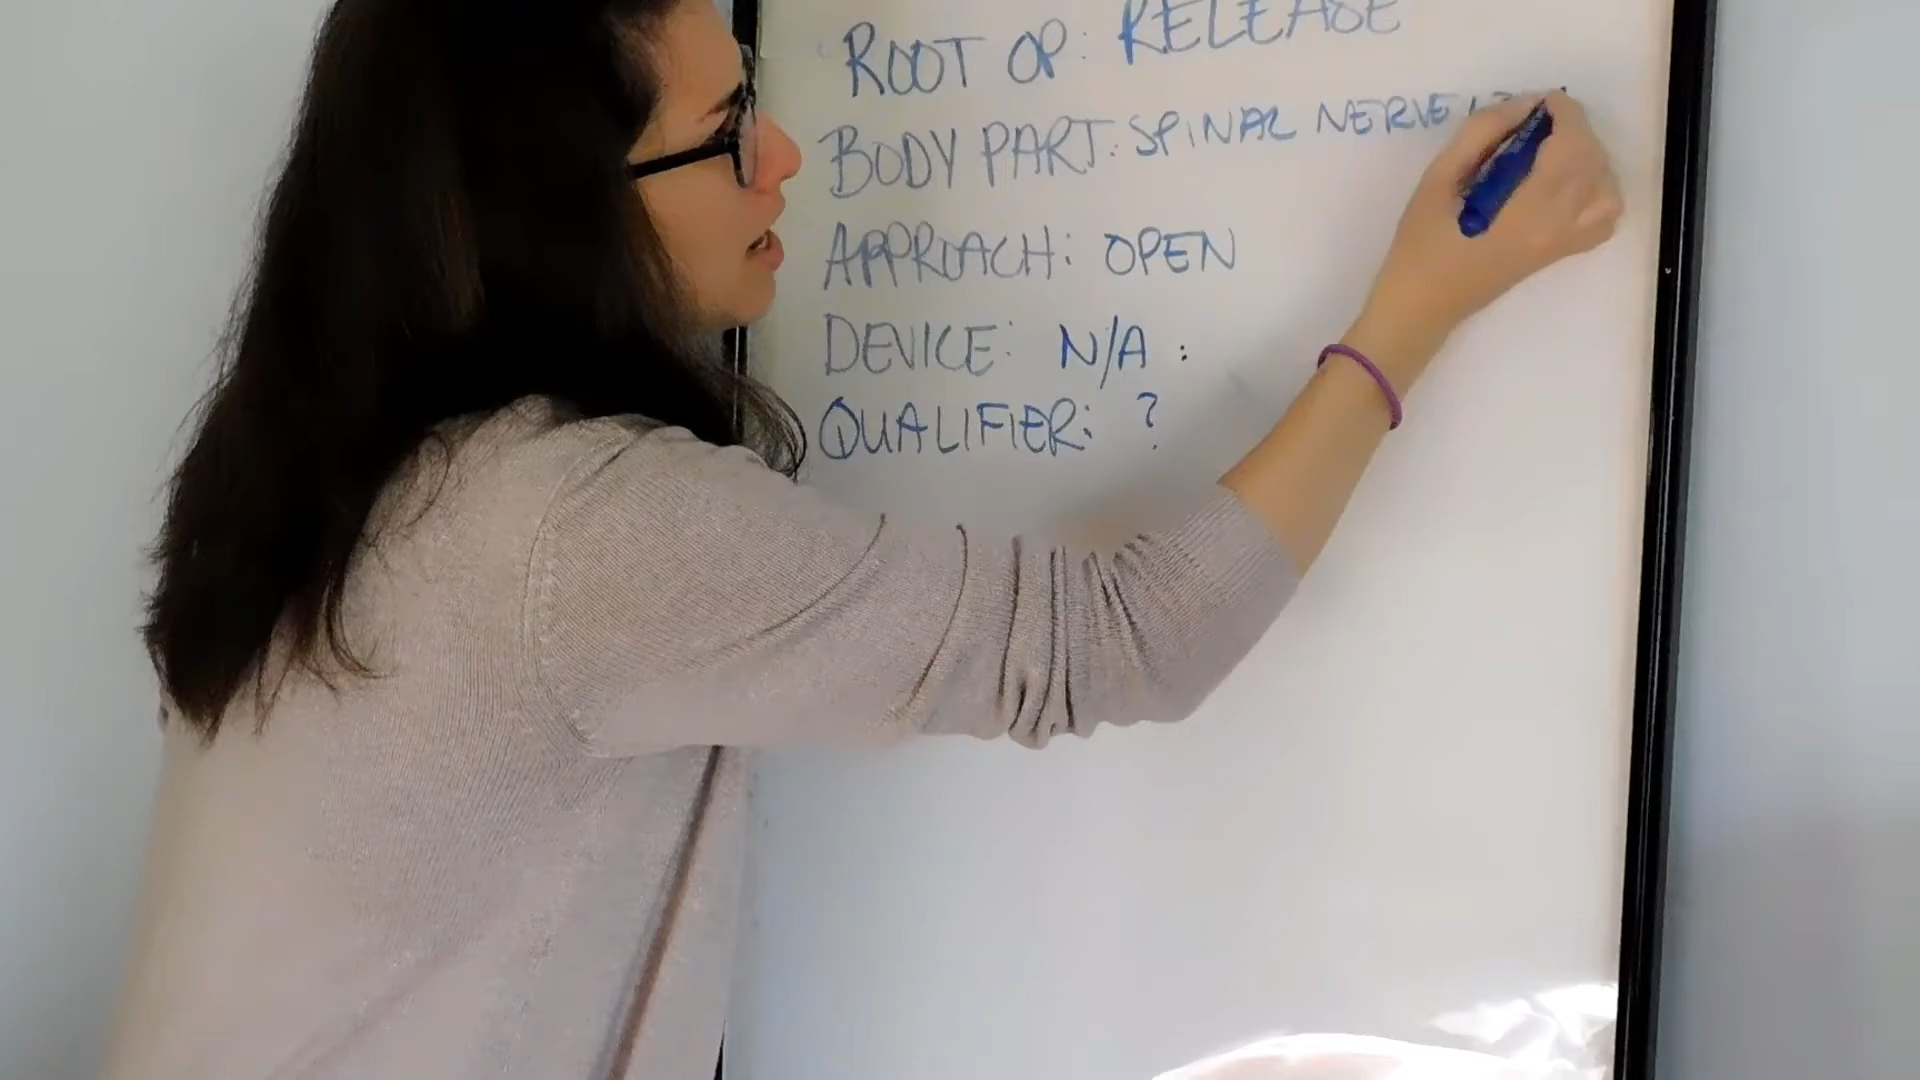 ROOT OP: RELEASE
BODY PART: SPINAL NERVE
APPROACH: OPEN
DEVICE: N/A :
QUALIFIER: ?